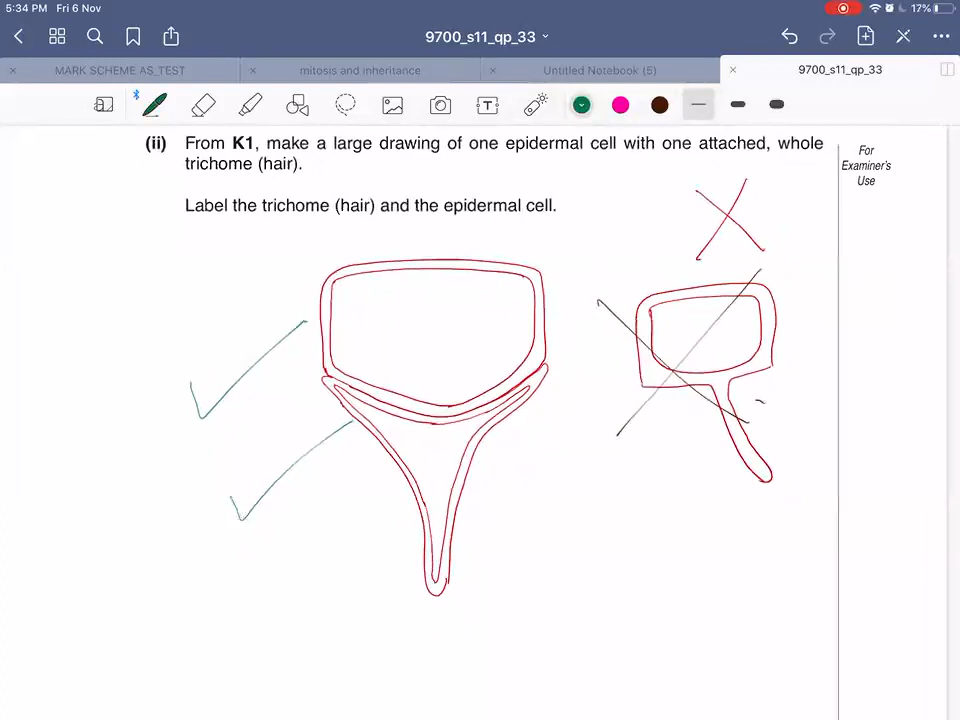 5:34 PM Fri 6 Nov
17%
9700_s11_qp_33
MARK SCHEME AS_TEST
mitosis and inheritance
Untitled Notebook (5)
9700_s11_qp_33
(ii) From K1, make a large drawing of one epidermal cell with one attached, whole
trichome (hair).
Label the trichome (hair) and the epidermal cell.
For
Examiner's
Use